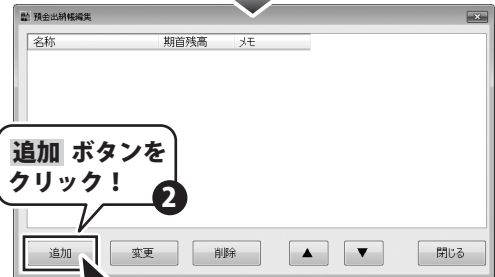 預金出納帳編集
名称 期首残高 メモ
追加 ボタンを
クリック！
2
追加 変更 削除 ▲ ▼ 閉じる